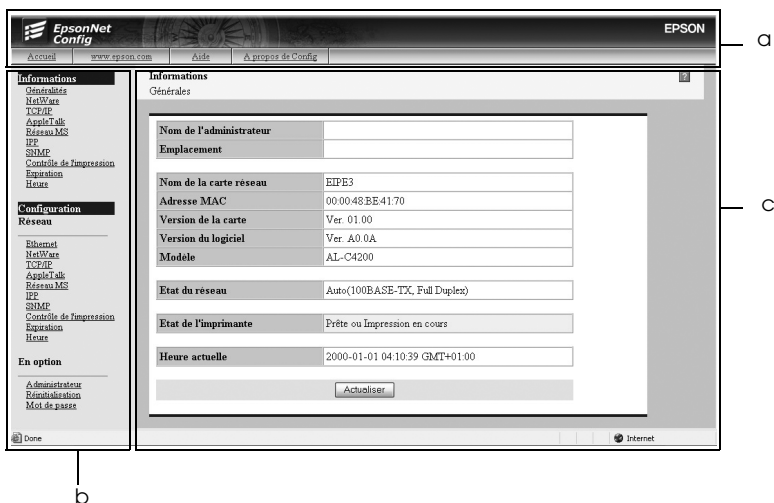 EpsonNet
Config
EPSON
Accueil www.epson.com Aide A propos de Config
a
Informations
Généralités
NetWare
TCP/IP
AppleTalk
Réseau MS
IPP
SNMP
Contrôle de l'impression
Expiration
Heure
Configuration
Réseau
Ethernet
NetWare
TCP/IP
AppleTalk
Réseau MS
IPP
SNMP
Contrôle de l'impression
Expiration
Heure
En option
Administrateur
Réinitialisation
Mot de passe
Informations ?
Générales
Nom de l'administrateur
Emplacement
Nom de la carte réseau EIPE3
Adresse MAC 00:00:48:BE:41:70
Version de la carte Ver. 01.00
Version du logiciel Ver. A0.0A
Modèle AL-C4200
Etat du réseau Auto(100BASE-TX, Full Duplex)
Etat de l'imprimante Prête ou Impression en cours
Heure actuelle 2000-01-01 04:10:39 GMT+01:00
Actualiser
c
Done Internet
b